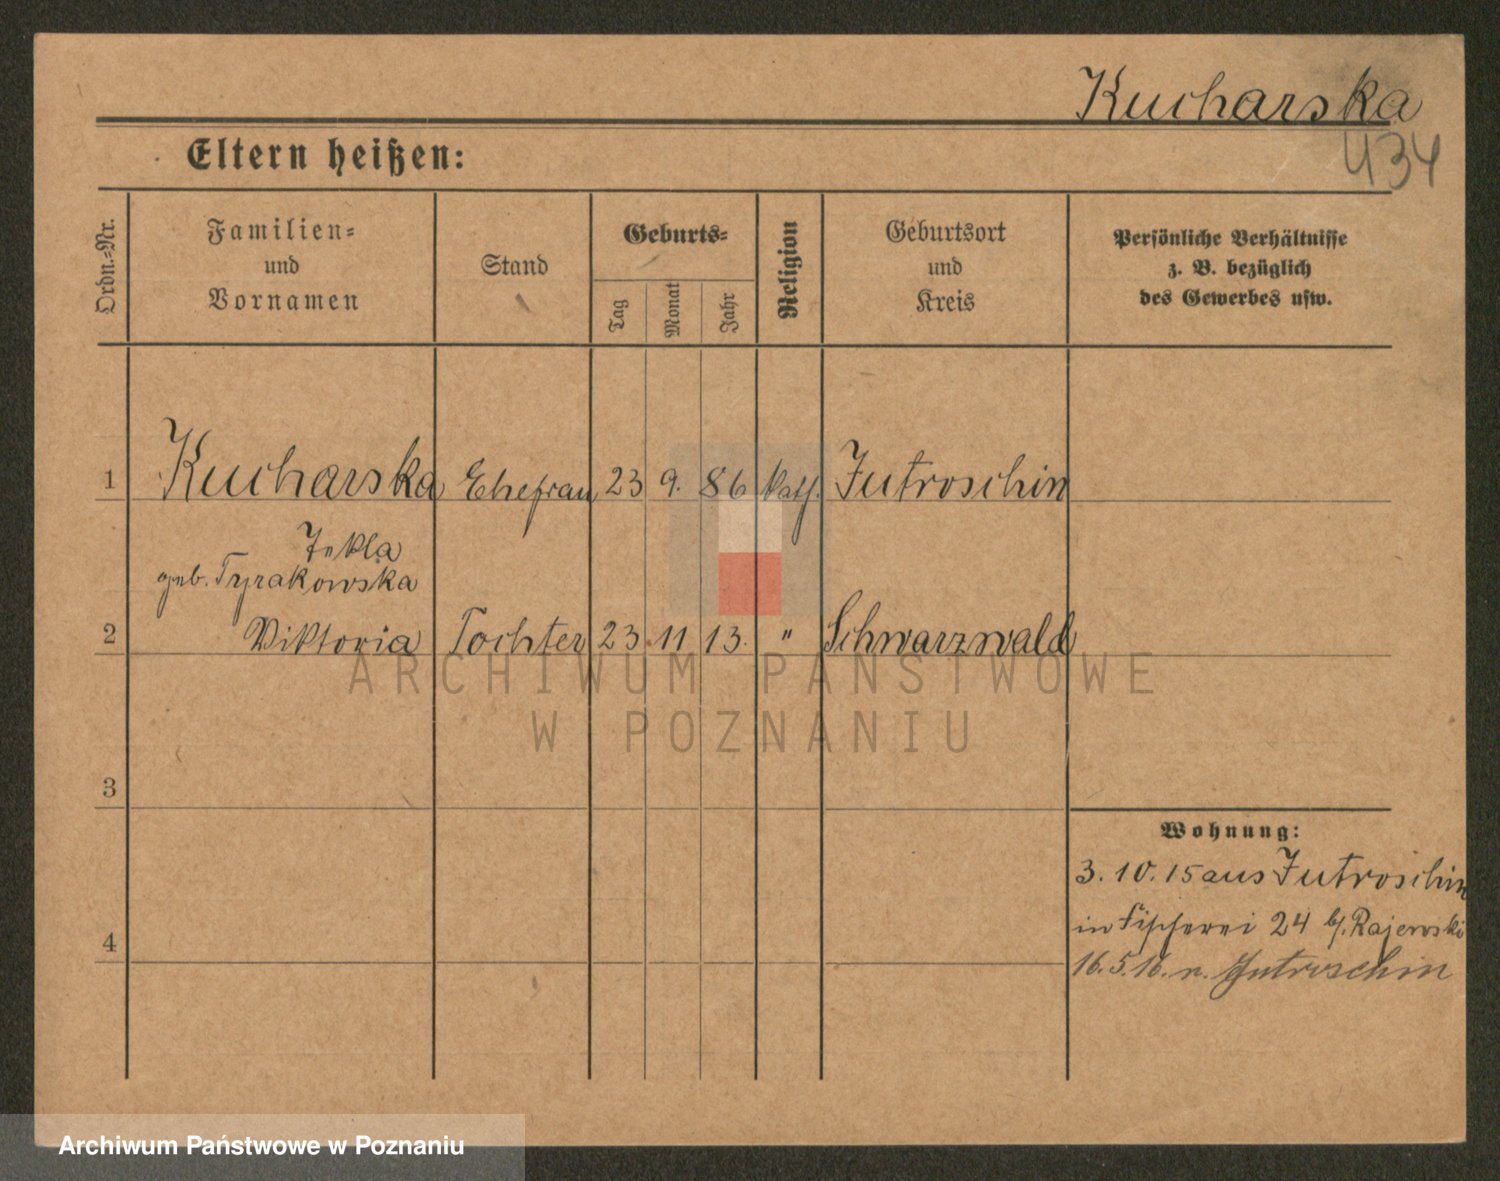 Kucharska
434
Eltern heißen:
Ordn.-Nr.
Familien-
und
Vornamen
Stand
Geburts-
Tag
Monat
Jahr
Religion
Geburtsort
und
Kreis
Persönliche Verhältnisse
z. B. bezüglich
des Gewerbes usw.
1 Kucharska Ehefrau 23 9. 86 kath. Jutroschin
Tekla
geb. Tyrakowska
2 Viktoria Tochter 23 11 13. " Schwarzwald
ARCHIWUM PAŃSTWOWE
W POZNANIU
3
Wohnung:
3. 10. 15 aus Jutroschin
in Fischerei 24 b/. Rajewski
4
16. 5. 16. n. Jutroschin
Archiwum Państwowe w Poznaniu